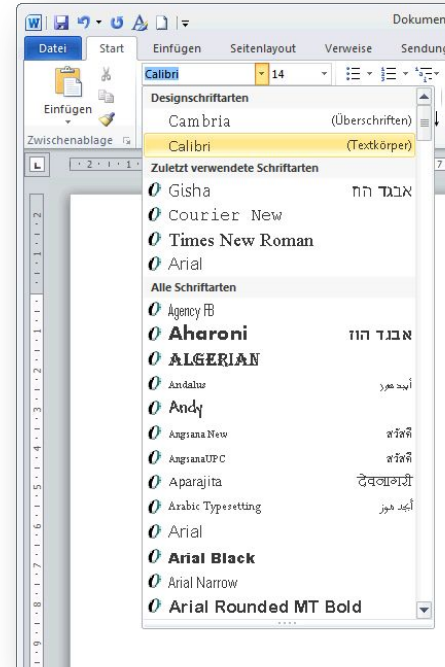 Dokumen
Datei Start Einfügen Seitenlayout Verweise Sendung
Calibri 14
Einfügen
Zwischenablage
Designschriftarten
Cambria (Überschriften)
Calibri (Textkörper)
Zuletzt verwendete Schriftarten
Gisha אבגד הוז
Courier New
Times New Roman
Arial
Alle Schriftarten
Agency FB
Aharoni אבגד הוז
ALGERIAN
Andalus أبجد هوز
Andy
Angsana New สวัสดี
AngsanaUPC สวัสดี
Aparajita देवनागरी
Arabic Typesetting أبجد هوز
Arial
Arial Black
Arial Narrow
Arial Rounded MT Bold